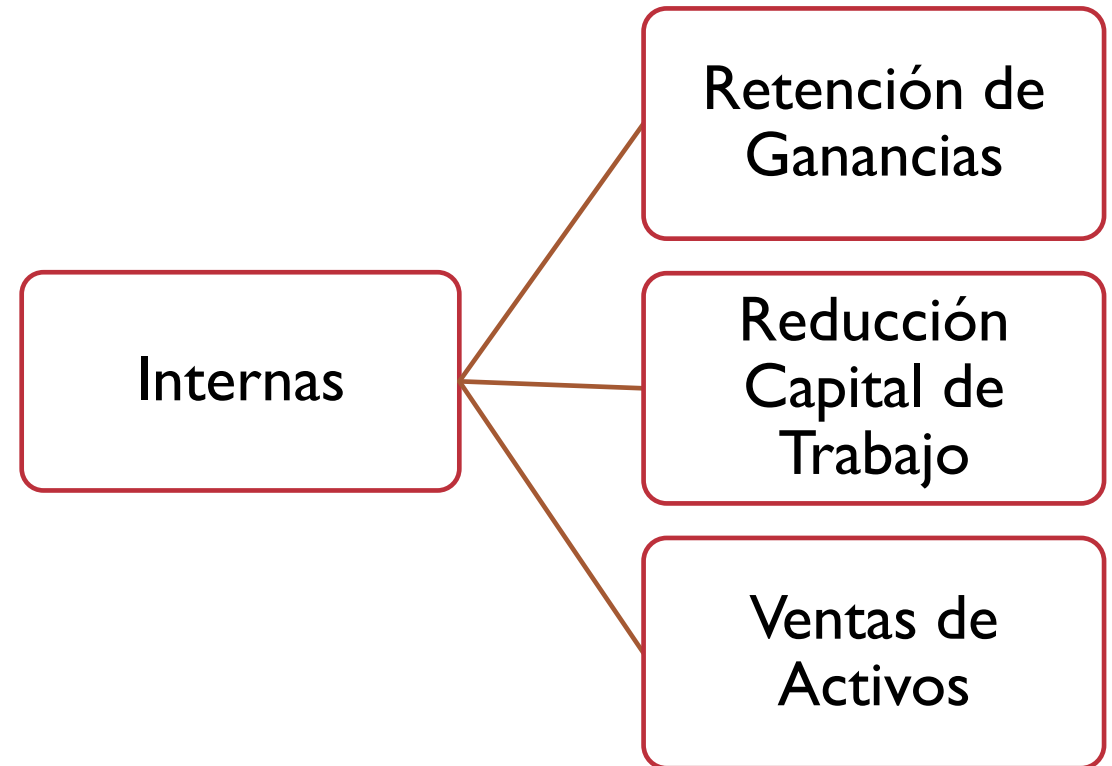 Internas
Retención de
Ganancias
Reducción
Capital de
Trabajo
Ventas de
Activos